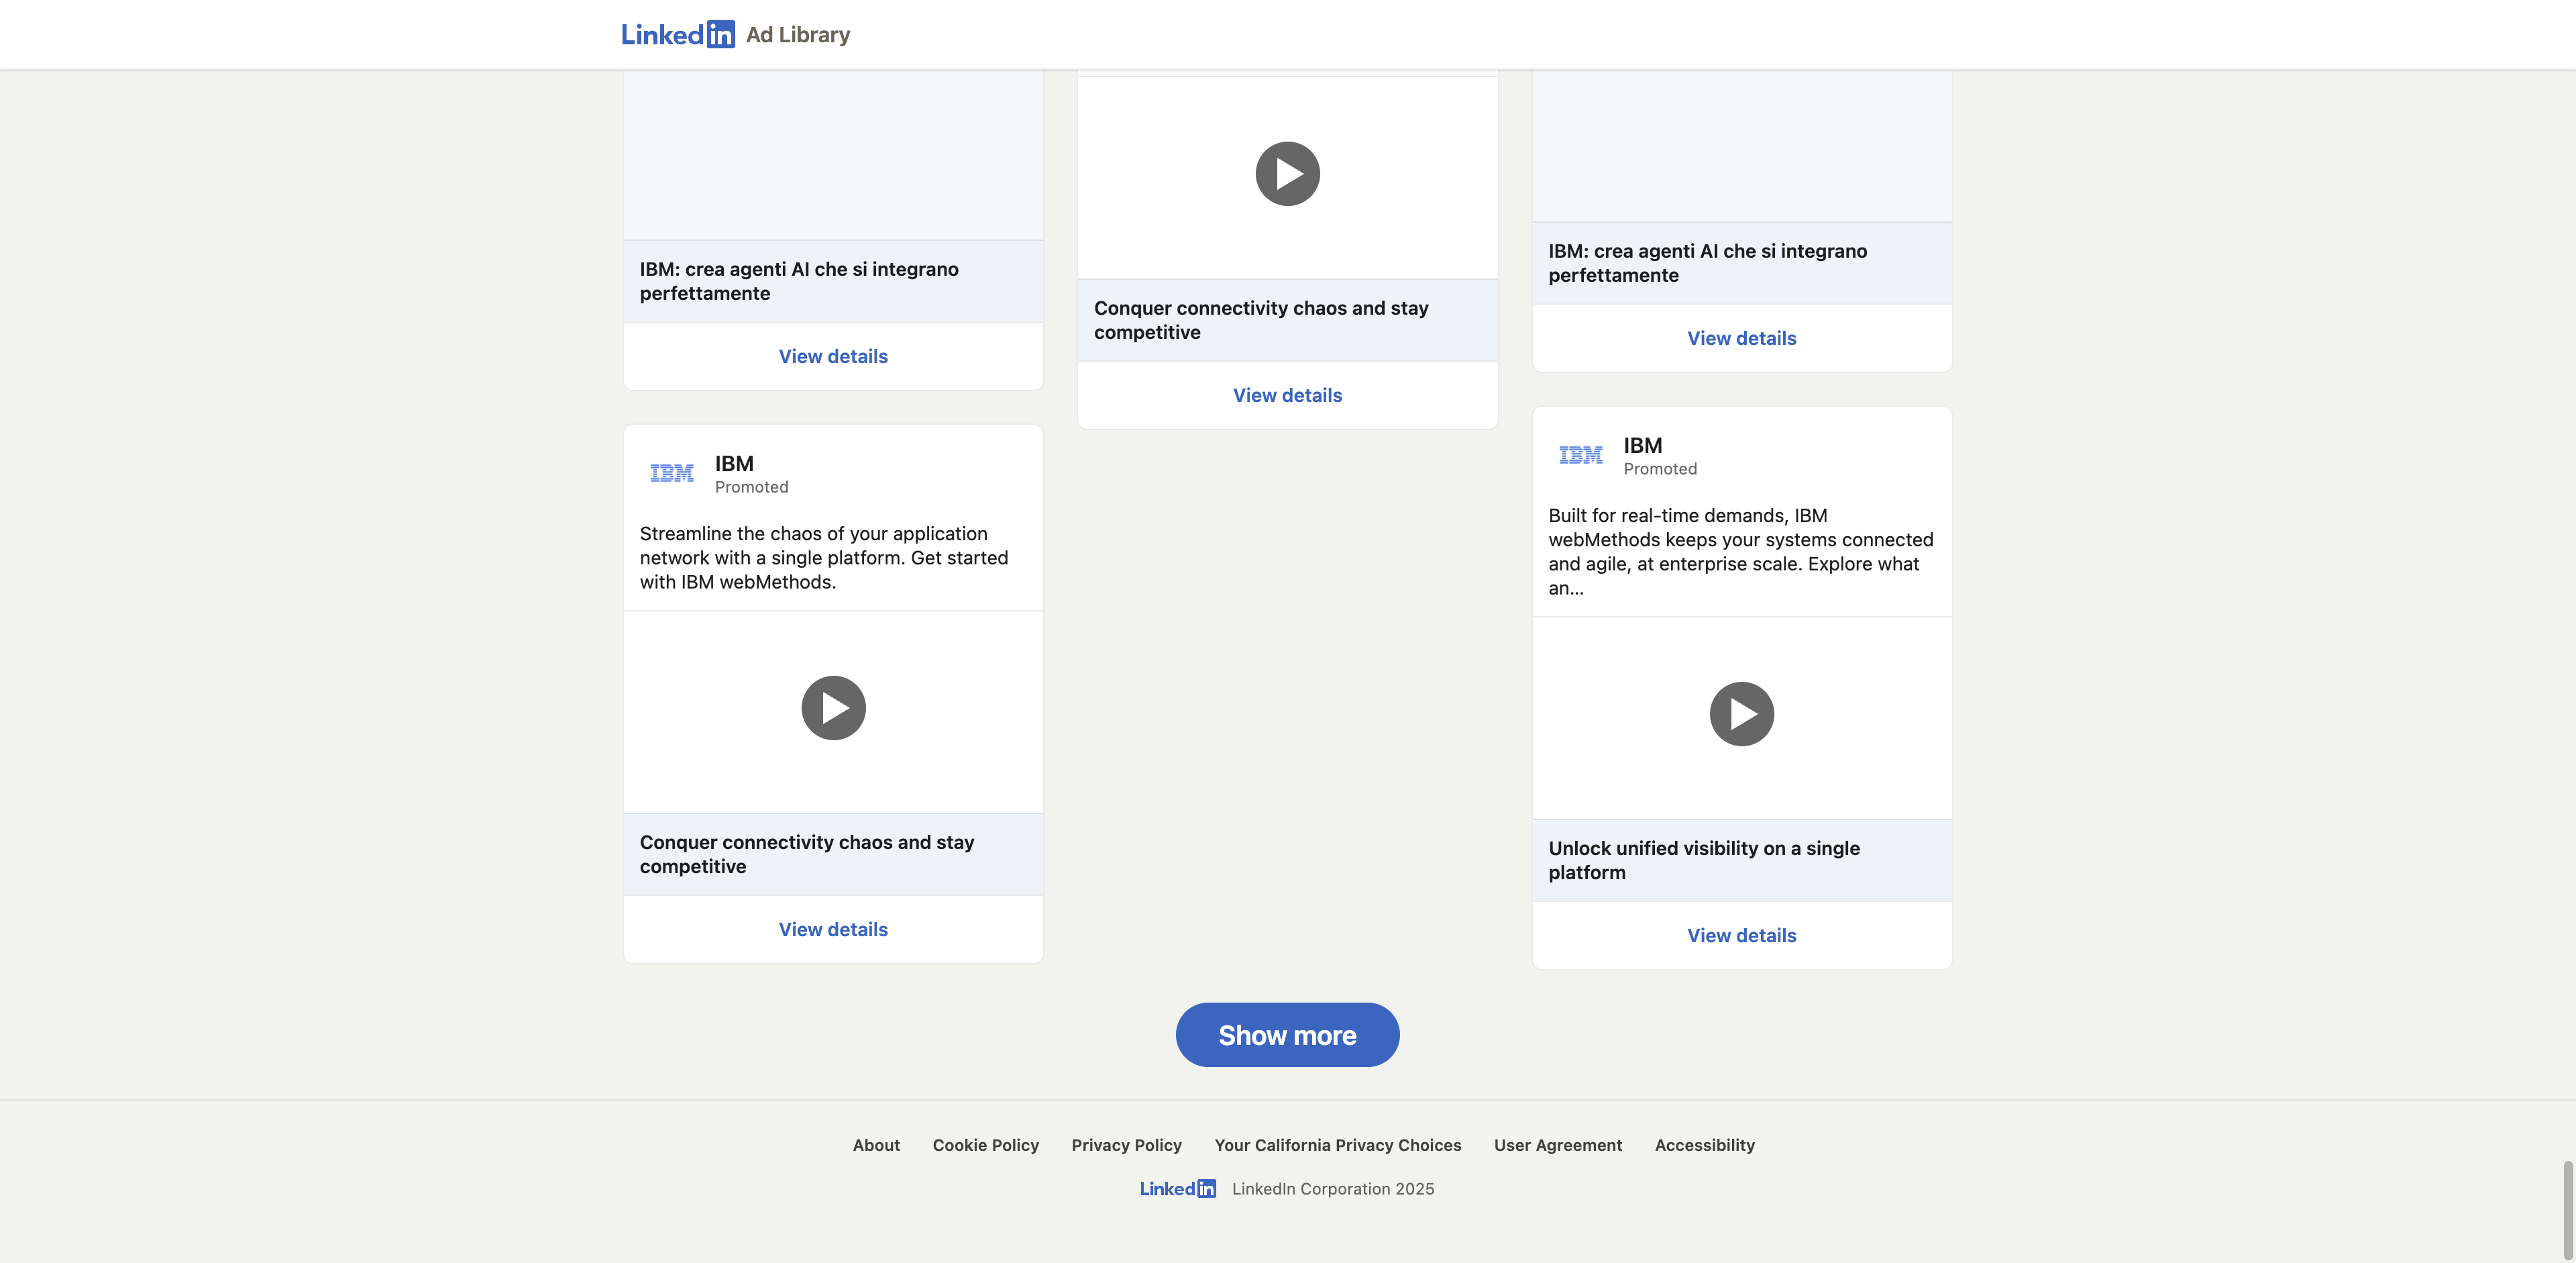 LinkedIn Ad Library
IBM: crea agenti AI che si integrano
perfettamente
View details
IBM
IBM
Promoted
Streamline the chaos of your application
network with a single platform. Get started
with IBM webMethods.
Conquer connectivity chaos and stay
competitive
View details
Conquer connectivity chaos and stay
competitive
View details
IBM: crea agenti AI che si integrano
perfettamente
View details
IBM
IBM
Promoted
Built for real-time demands, IBM
webMethods keeps your systems connected
and agile, at enterprise scale. Explore what
an...
Unlock unified visibility on a single
platform
View details
Show more
About Cookie Policy Privacy Policy Your California Privacy Choices User Agreement Accessibility
LinkedIn LinkedIn Corporation 2025